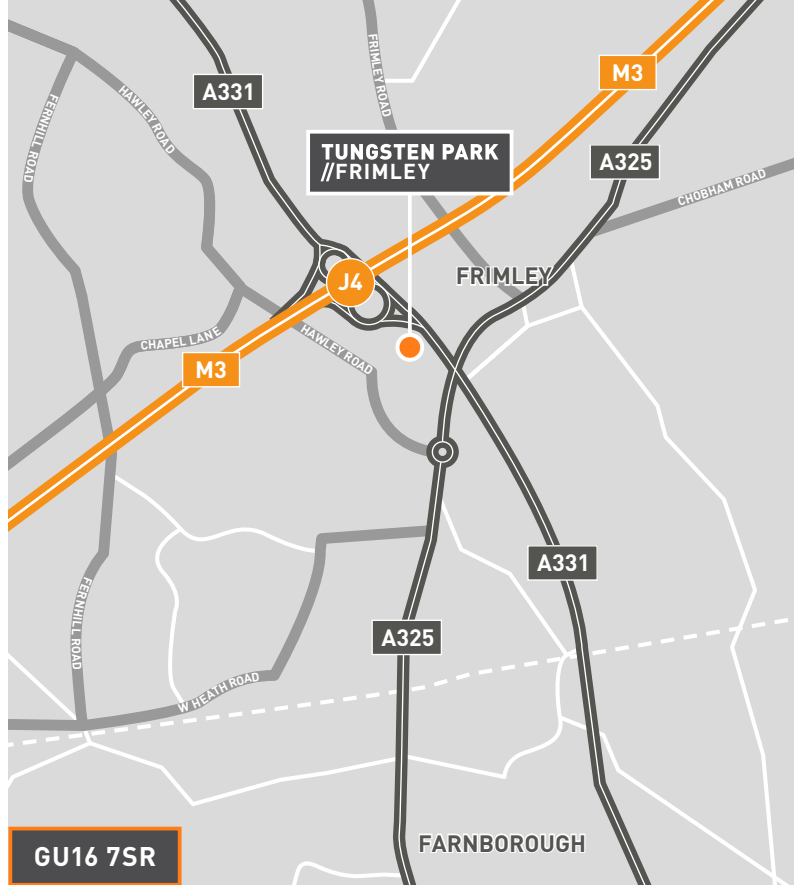 A331
M3
FRIMLEY ROAD
HAWLEY ROAD
FERNHILL ROAD
TUNGSTEN PARK
//FRIMLEY
A325
CHOBHAM ROAD
FRIMLEY
J4
CHAPEL LANE
HAWLEY ROAD
M3
A331
FERNHILL ROAD
A325
W HEATH ROAD
FARNBOROUGH
GU16 7SR